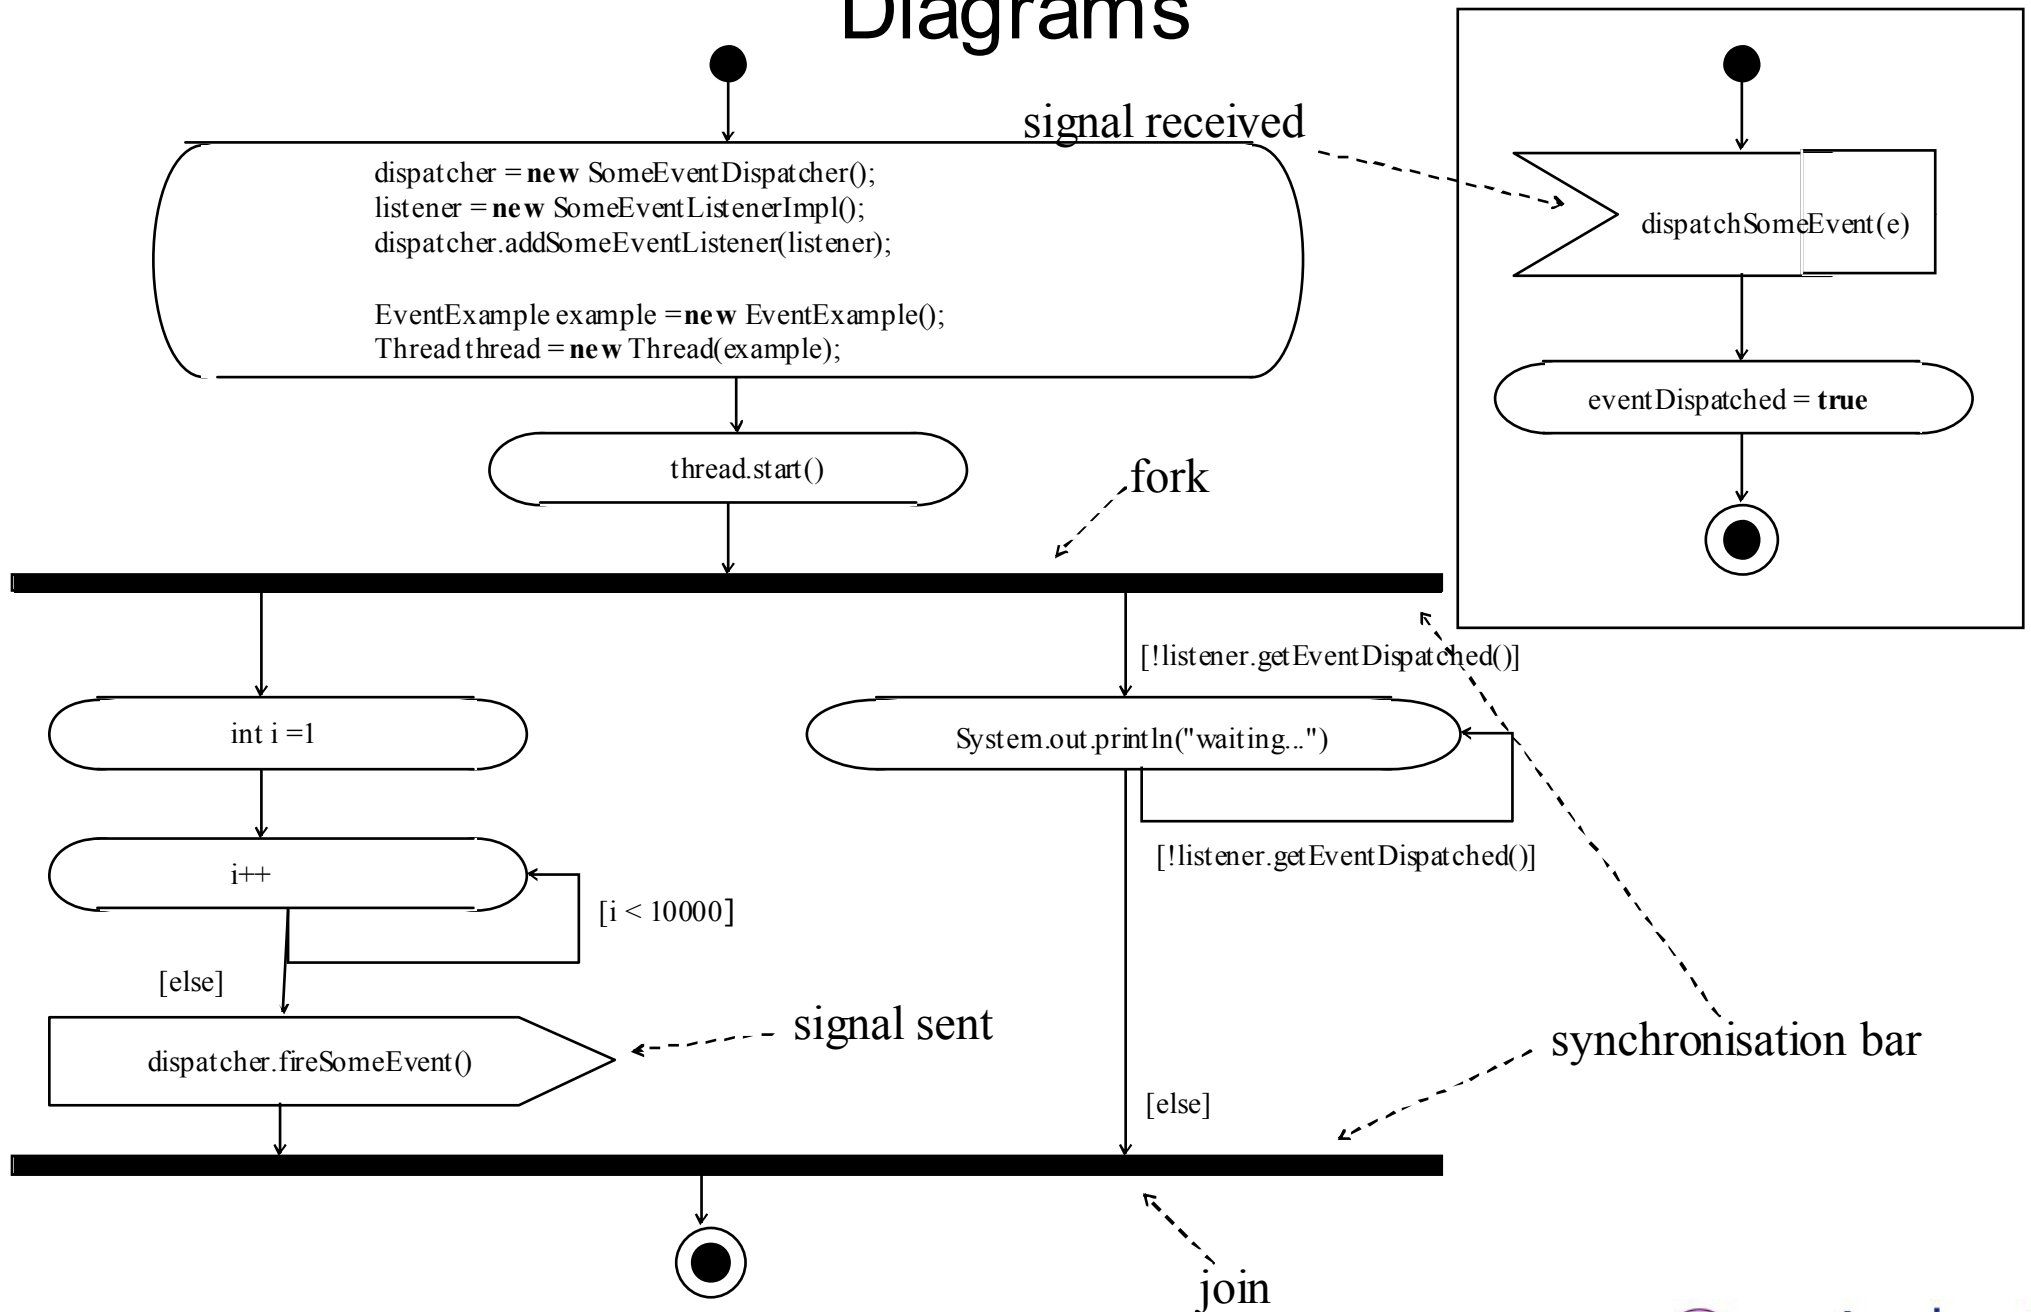 Diagrams
signal received
dispatcher = new SomeEventDispatcher();
listener = new SomeEventListenerImpl();
dispatcher.addSomeEventListener(listener);
EventExample example =new EventExample();
Thread thread = new Thread(example);
dispatchSomeEvent(e)
eventDispatched = true
thread.start()
fork
[!listener.getEventDispatched()]
int i =1
System.out.println("waiting...")
[!listener.getEventDispatched()]
i++
[i < 10000]
[else]
dispatcher.fireSomeEvent()
signal sent
synchronisation bar
[else]
join